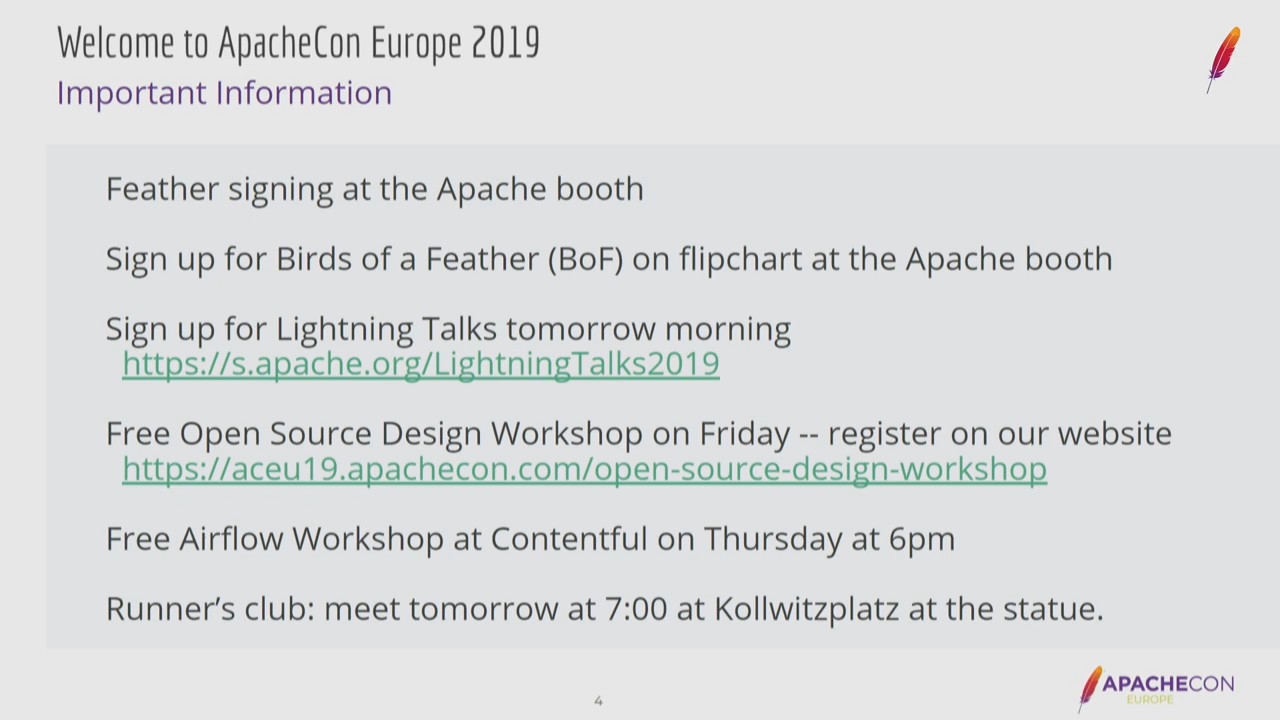 Welcome to ApacheCon Europe 2019
Important Information
Feather signing at the Apache booth
Sign up for Birds of a Feather (BoF) on flipchart at the Apache booth
Sign up for Lightning Talks tomorrow morning
https://s.apache.org/LightningTalks2019
Free Open Source Design Workshop on Friday -- register on our website
https://aceu19.apachecon.com/open-source-design-workshop
Free Airflow Workshop at Contentful on Thursday at 6pm
Runner’s club: meet tomorrow at 7:00 at Kollwitzplatz at the statue.
4
APACHECON
EUROPE